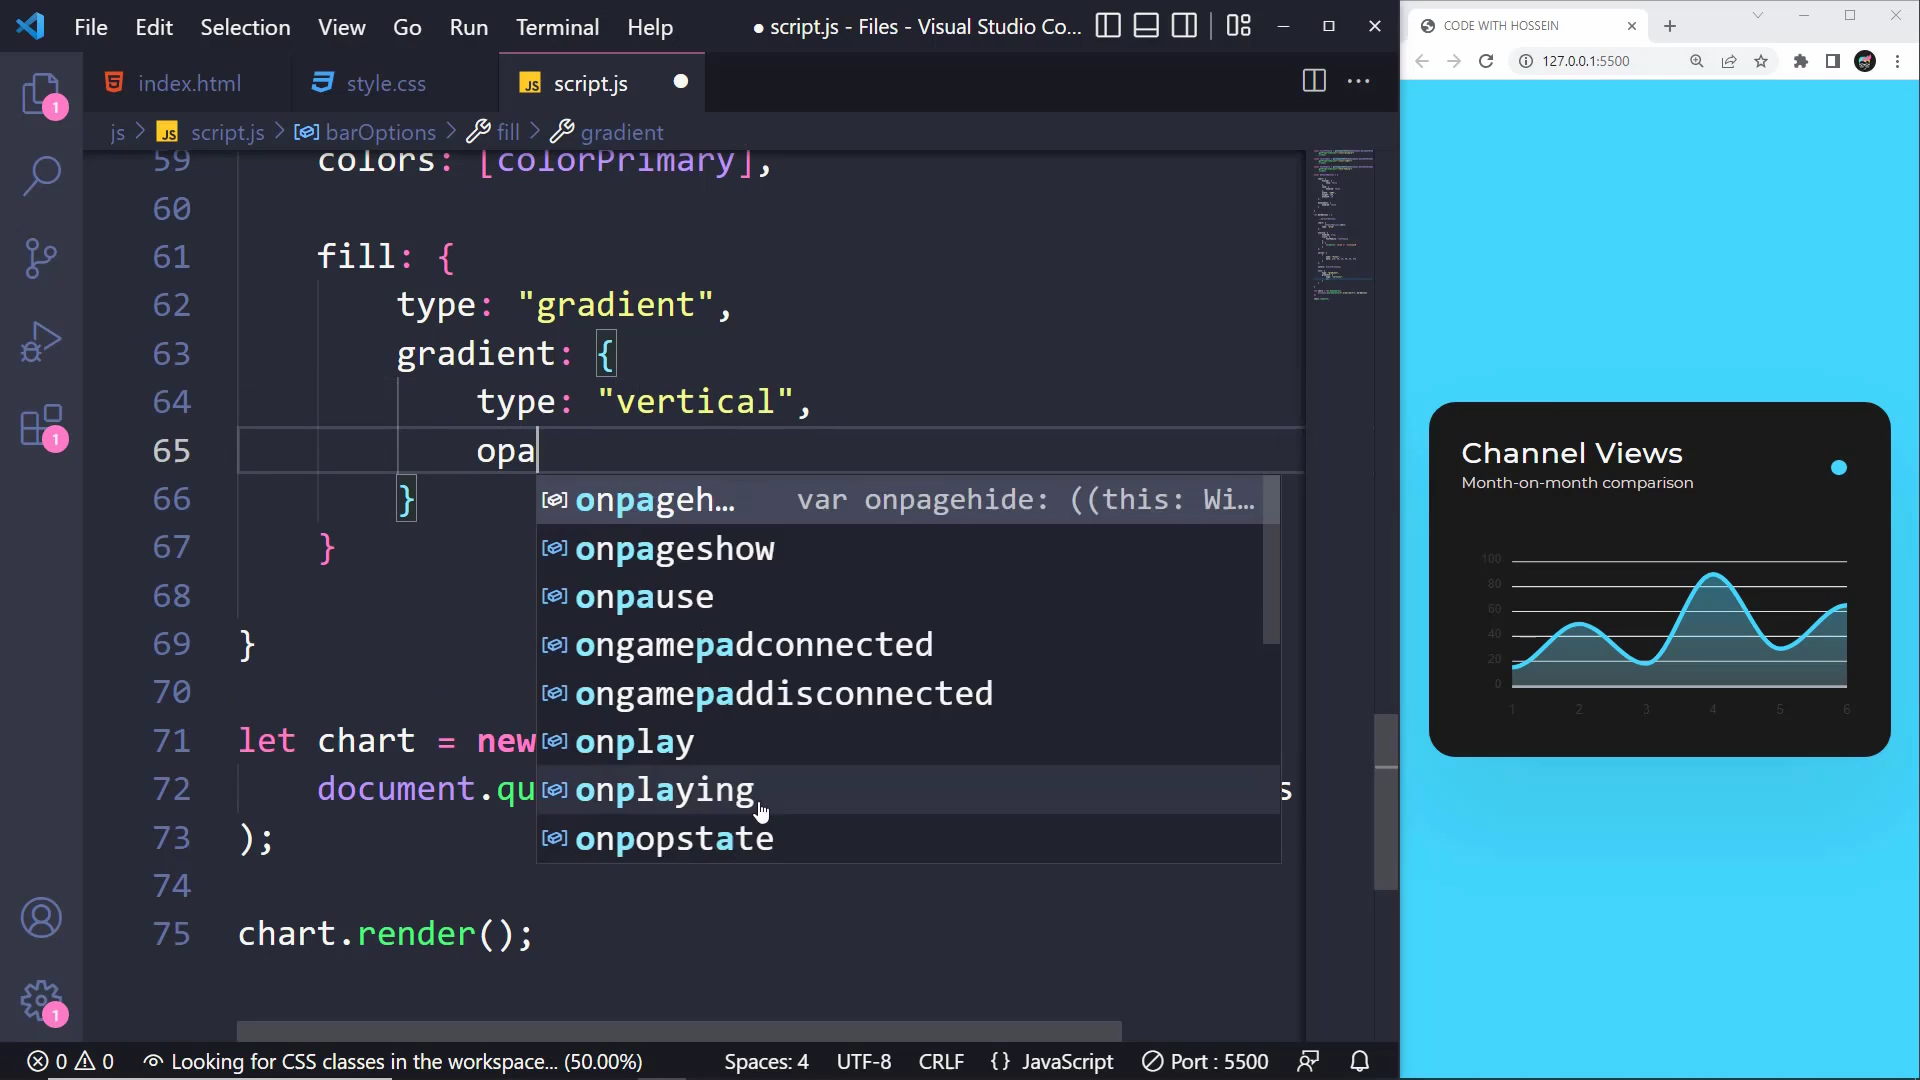 File Edit Selection View Go Run Terminal Help ● script.js - Files - Visual Studio Co...
index.html style.css script.js
js > script.js > barOptions > fill > gradient
59 colors: [colorPrimary],
60
61 fill: {
62 type: "gradient",
63 gradient: {
64 type: "vertical",
65 opa
66 }
67 }
68
69 }
70
71 let chart = new
72 document.qu s
73 );
74
75 chart.render();
onpageh... var onpagehide: ((this: Wi...
onpageshow
onpause
ongamepadconnected
ongamepaddisconnected
onplay
onplaying
onpopstate
1
1
1
0 0 Looking for CSS classes in the workspace... (50.00%) Spaces: 4 UTF-8 CRLF {} JavaScript Port : 5500
CODE WITH HOSSEIN
127.0.0.1:5500
Channel Views
Month-on-month comparison
100
80
60
40
20
0
1 2 3 4 5 6